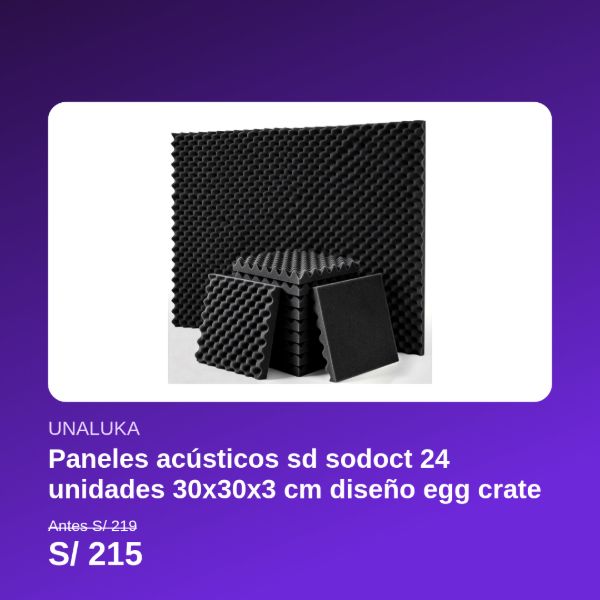 UNALUKA
Paneles acústicos sd sodoct 24
unidades 30x30x3 cm diseño egg crate
Antes S/ 219
S/ 215